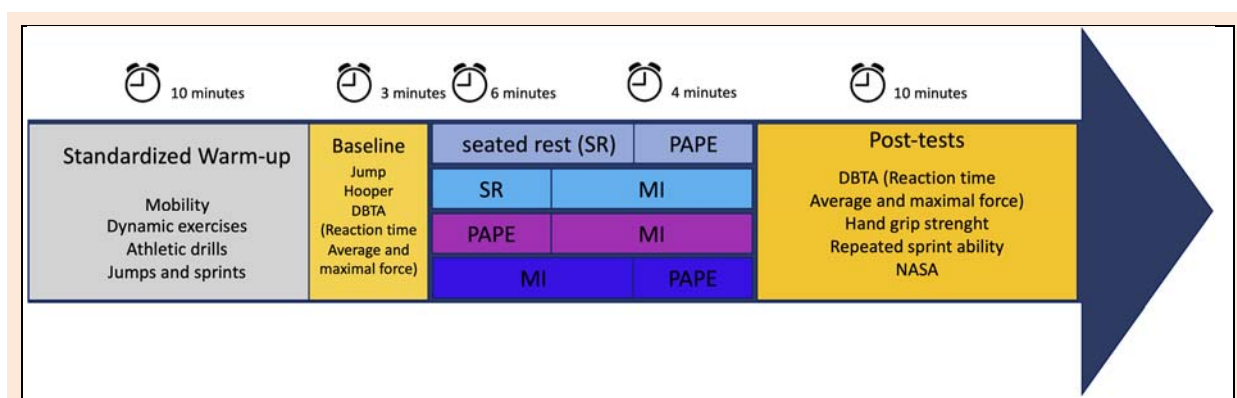 10 minutes
3 minutes
6 minutes
4 minutes
10 minutes
Standardized Warm-up
Mobility
Dynamic exercises
Athletic drills
Jumps and sprints
Baseline
Jump
Hooper
DBTA
(Reaction time
Average and
maximal force)
seated rest (SR)
PAPE
SR
MI
PAPE
MI
MI
PAPE
Post-tests
DBTA (Reaction time
Average and maximal force)
Hand grip strenght
Repeated sprint ability
NASA